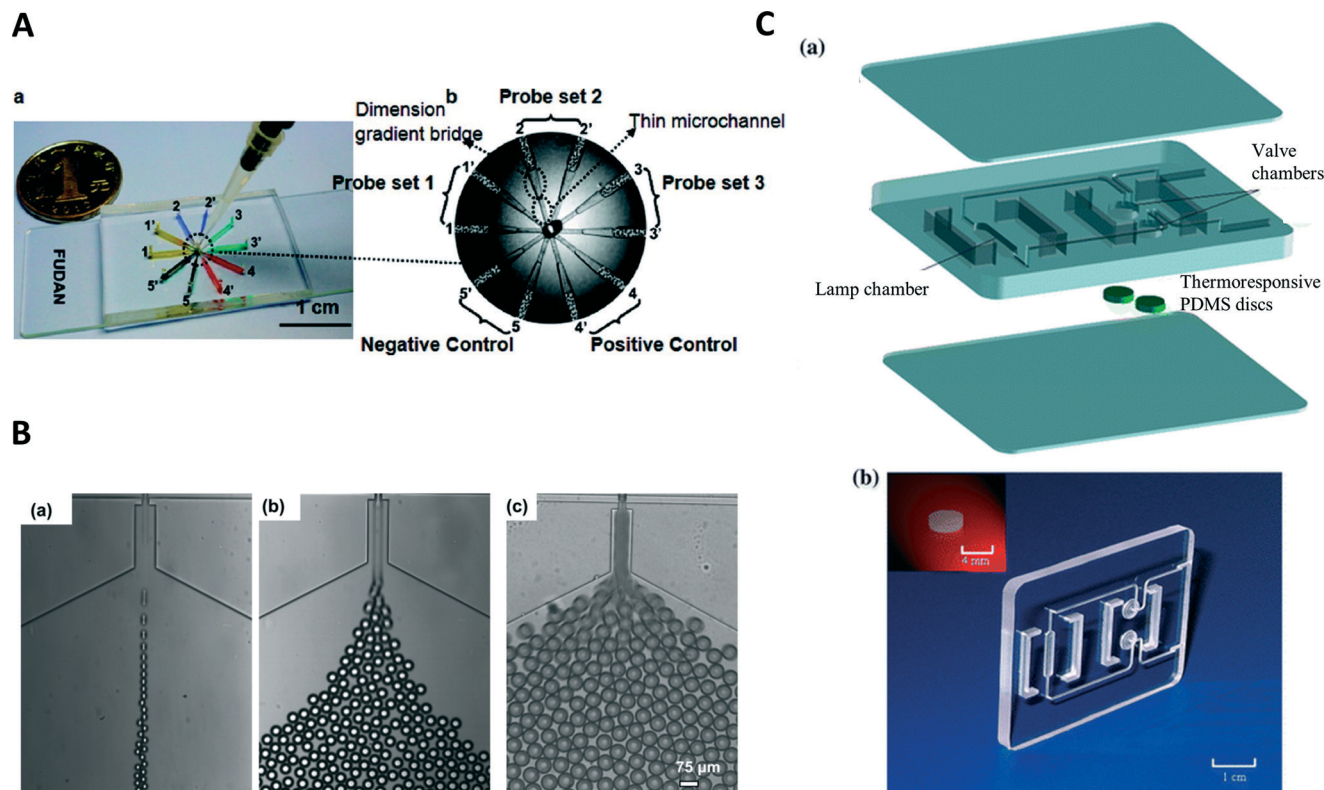 A
a
FUDAN
1
1'
2
2'
3
3'
4
4'
5
5'
1 cm
b
Dimension
gradient bridge
Probe set 2
Thin microchannel
Probe set 1
Probe set 3
1
1'
2
2'
3
3'
4
4'
5
5'
Negative Control
Positive Control
B
(a)
(b)
(c)
75 µm
C
(a)
Valve
chambers
Lamp chamber
Thermoresponsive
PDMS discs
(b)
4 mm
1 cm